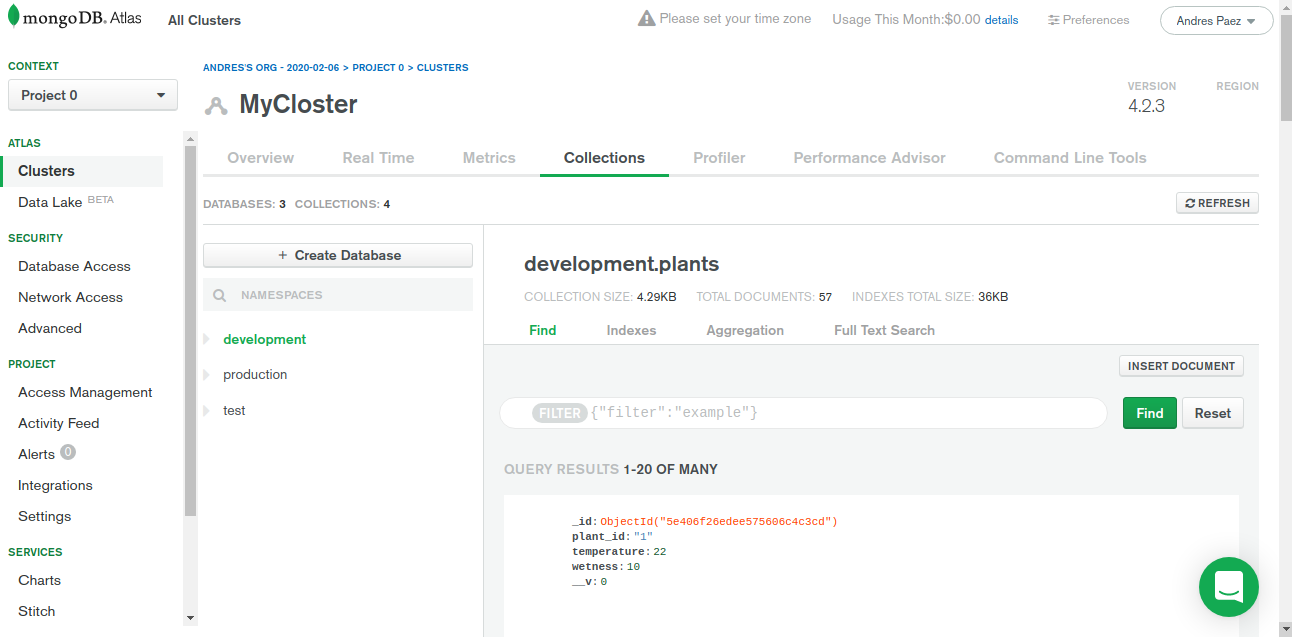 mongoDB. Atlas
All Clusters
Please set your time zone
Usage This Month:$0.00 details
Preferences
Andres Paez
CONTEXT
Project 0
ATLAS
Clusters
Data Lake BETA
SECURITY
Database Access
Network Access
Advanced
PROJECT
Access Management
Activity Feed
Alerts 0
Integrations
Settings
SERVICES
Charts
Stitch
ANDRES'S ORG - 2020-02-06 > PROJECT 0 > CLUSTERS
MyCloster
VERSION
4.2.3
REGION
Overview
Real Time
Metrics
Collections
Profiler
Performance Advisor
Command Line Tools
DATABASES: 3 COLLECTIONS: 4
REFRESH
+ Create Database
NAMESPACES
development
production
test
development.plants
COLLECTION SIZE: 4.29KB TOTAL DOCUMENTS: 57 INDEXES TOTAL SIZE: 36KB
Find
Indexes
Aggregation
Full Text Search
INSERT DOCUMENT
FILTER {"filter":"example"}
Find
Reset
QUERY RESULTS 1-20 OF MANY
_id:ObjectId("5e406f26edee575606c4c3cd")
plant_id:"1"
temperature:22
wetness:10
__v:0